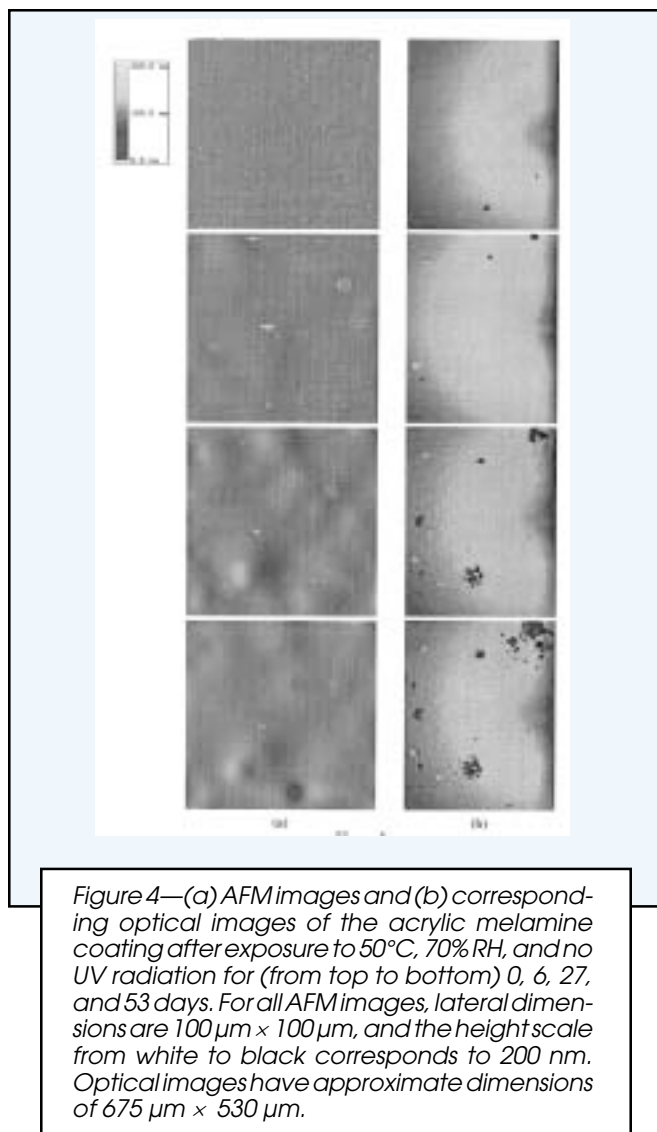 (a)
(b)
Figure 4—(a) AFM images and (b) correspond-
ing optical images of the acrylic melamine
coating after exposure to 50°C, 70% RH, and no
UV radiation for (from top to bottom) 0, 6, 27,
and 53 days. For all AFM images, lateral dimen-
sions are 100 µm × 100 µm, and the height scale
from white to black corresponds to 200 nm.
Optical images have approximate dimensions
of 675 µm × 530 µm.